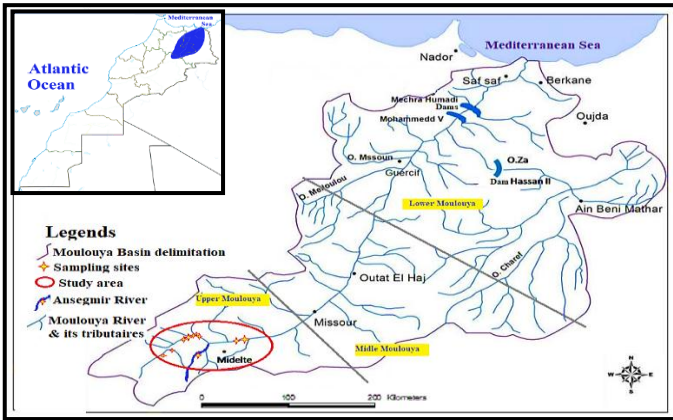 Mediterranean
Sea
Atlantic
Ocean
Mediterranean Sea
Nador
Saf saf
Berkane
Mechra Humadi
Dams
Mohammedd V
Oujda
O. Mssoun
O.Za
Guercif
Dam Hassan II
O. Meloulou
Lower Moulouya
Ain Beni Mathar
Legends
Moulouya Basin delimitation
Sampling sites
Study area
Ansegmir River
Moulouya River
& its tributaires
O. Charef
Outat El Haj
Upper Moulouya
Missour
Midle Moulouya
Midelte
0 100 200 Kilometers
N
W E
S